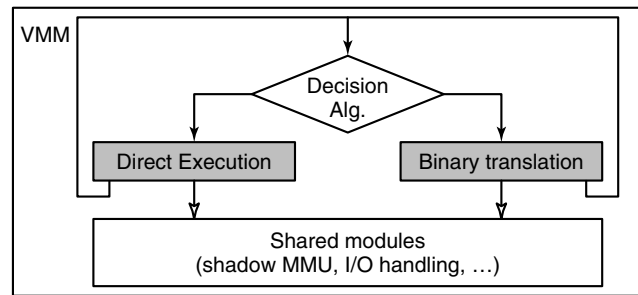 VMM
Decision
Alg.
Direct Execution
Binary translation
Shared modules
(shadow MMU, I/O handling, …)